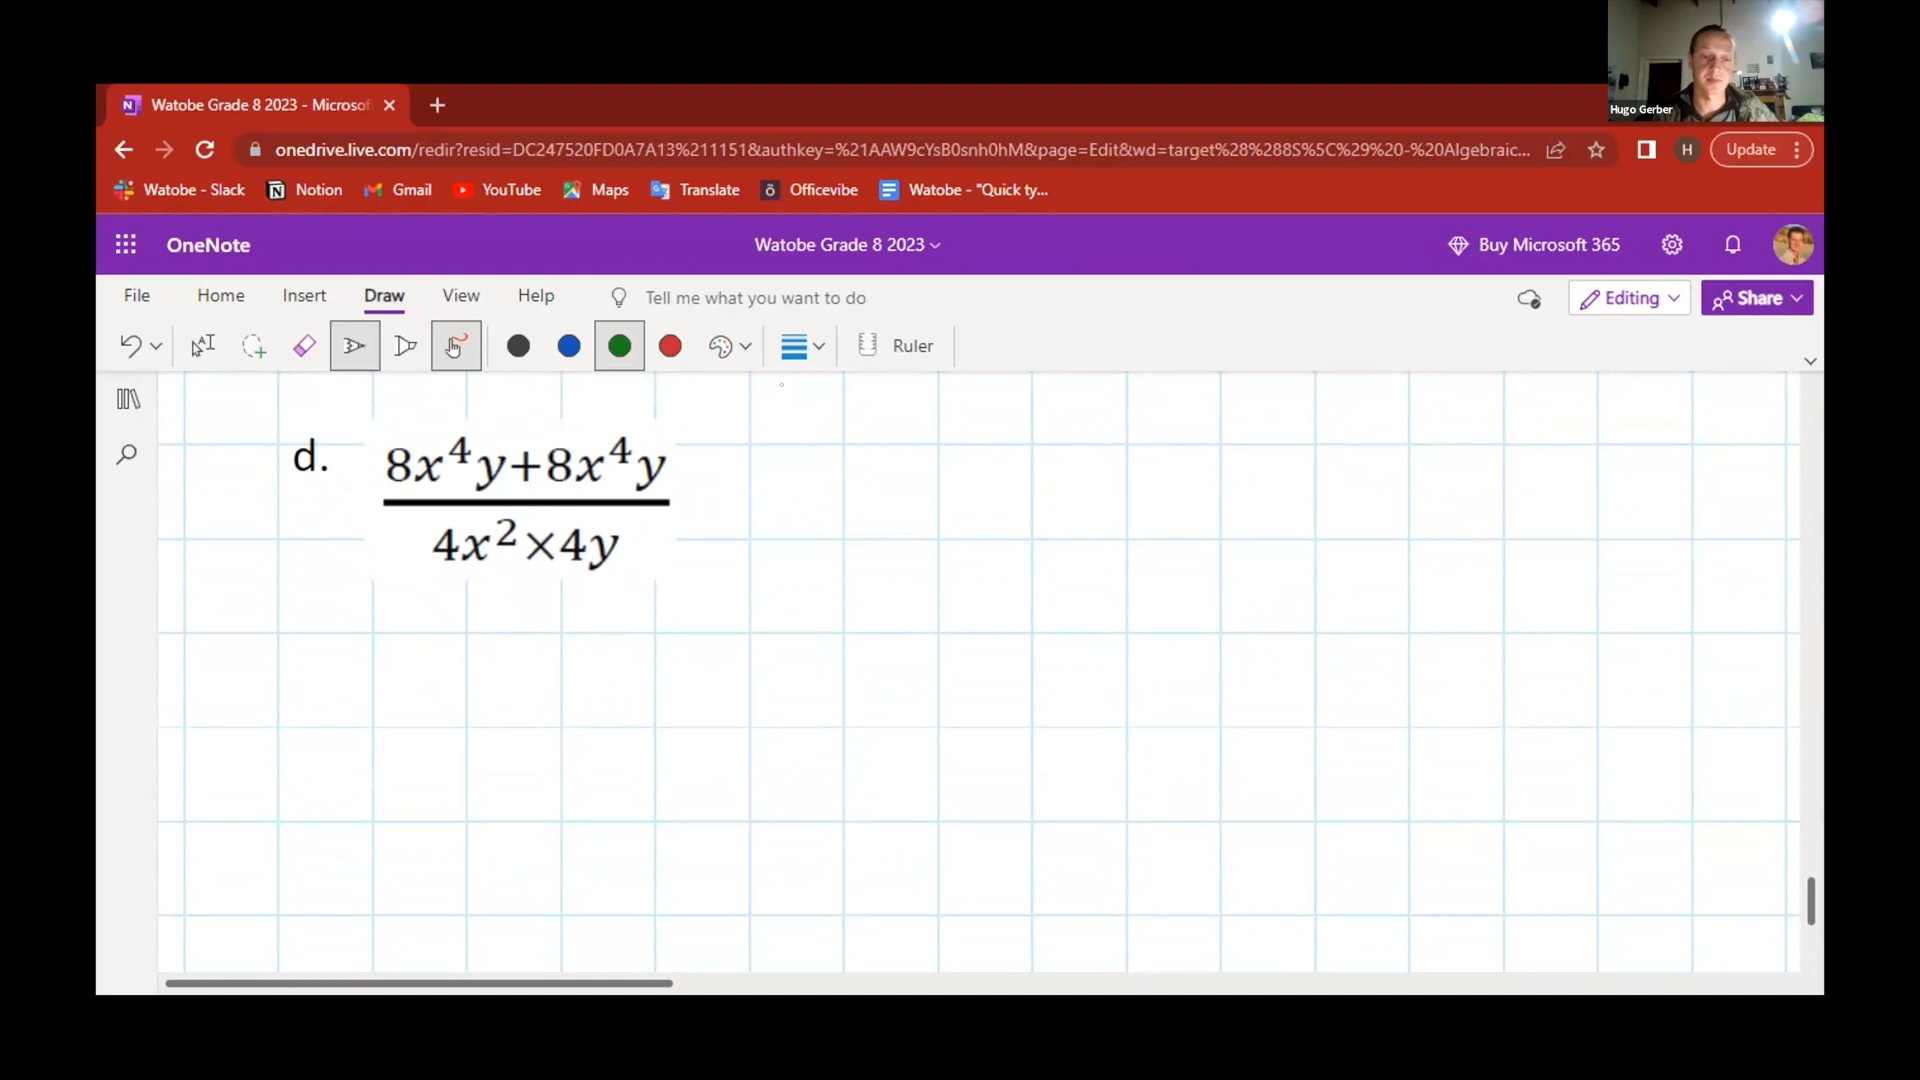 Hugo Gerber
Watobe Grade 8 2023 - Microsof
onedrive.live.com/redir?resid=DC247520FD0A7A13%211151&authkey=%21AAW9cYsB0snh0hM&page=Edit&wd=target%28%288S%5C%29%20-%20Algebraic...
H
Update
Watobe - Slack
Notion
Gmail
YouTube
Maps
Translate
Officevibe
Watobe - "Quick ty...
OneNote
Watobe Grade 8 2023
Buy Microsoft 365
File Home Insert Draw View Help
Tell me what you want to do
Editing
Share
Ruler
d.
8x⁴y+8x⁴y
4x²×4y